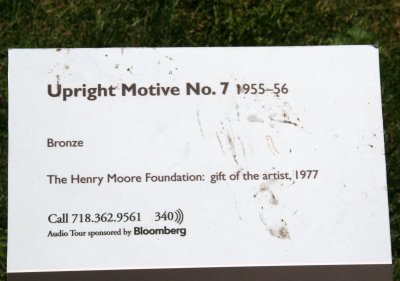 Upright Motive No. 7 1955–56
Bronze
The Henry Moore Foundation: gift of the artist, 1977
Call 718.362.9561 340)))
Audio Tour sponsored by Bloomberg